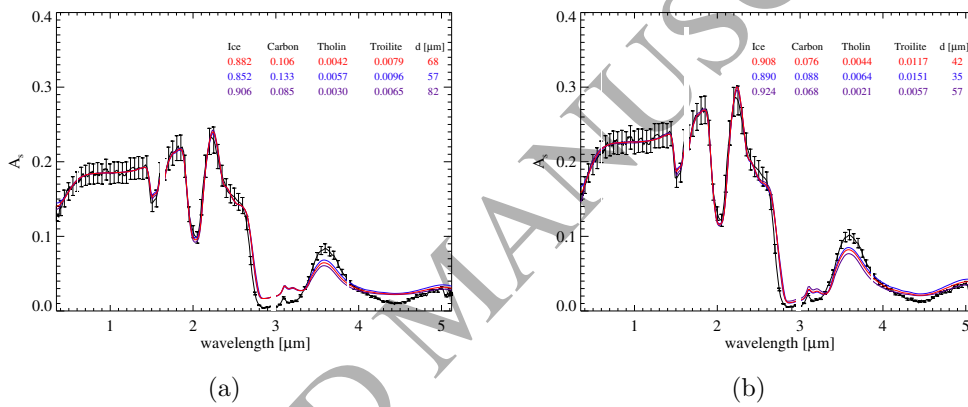 0.4
0.3
0.2
0.1
0.0
A_s
Ice Carbon Tholin Troilite d [μm]
0.882 0.106 0.0042 0.0079 68
0.852 0.133 0.0057 0.0096 57
0.906 0.085 0.0030 0.0065 82
1 2 3 4 5
wavelength [μm]
(a)
0.4
0.3
0.2
0.1
0.0
A_s
Ice Carbon Tholin Troilite d [μm]
0.908 0.076 0.0044 0.0117 42
0.890 0.088 0.0064 0.0151 35
0.924 0.068 0.0021 0.0057 57
1 2 3 4 5
wavelength [μm]
(b)
D MANUSC